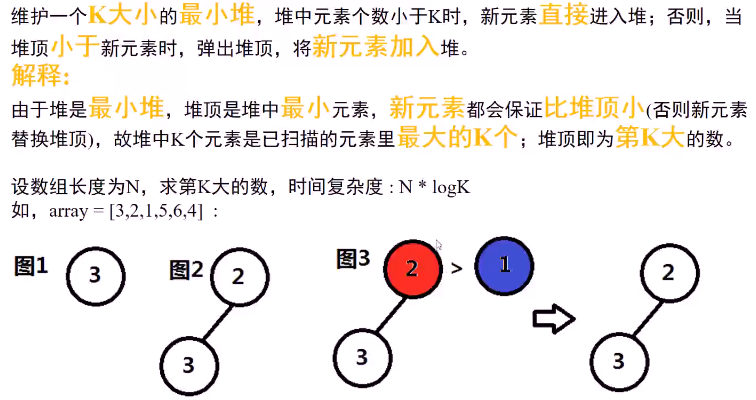 维护一个K大小的最小堆，堆中元素个数小于K时，新元素直接进入堆；否则，当
堆顶小于新元素时，弹出堆顶，将新元素加入堆。
解释:
由于堆是最小堆，堆顶是堆中最小元素，新元素都会保证比堆顶小(否则新元素
替换堆顶)，故堆中K个元素是已扫描的元素里最大的K个；堆顶即为第K大的数。
设数组长度为N，求第K大的数，时间复杂度 : N * logK
如，array = [3,2,1,5,6,4] :
图1 3 图2 2 3 图3 2 > 1 3 2 3